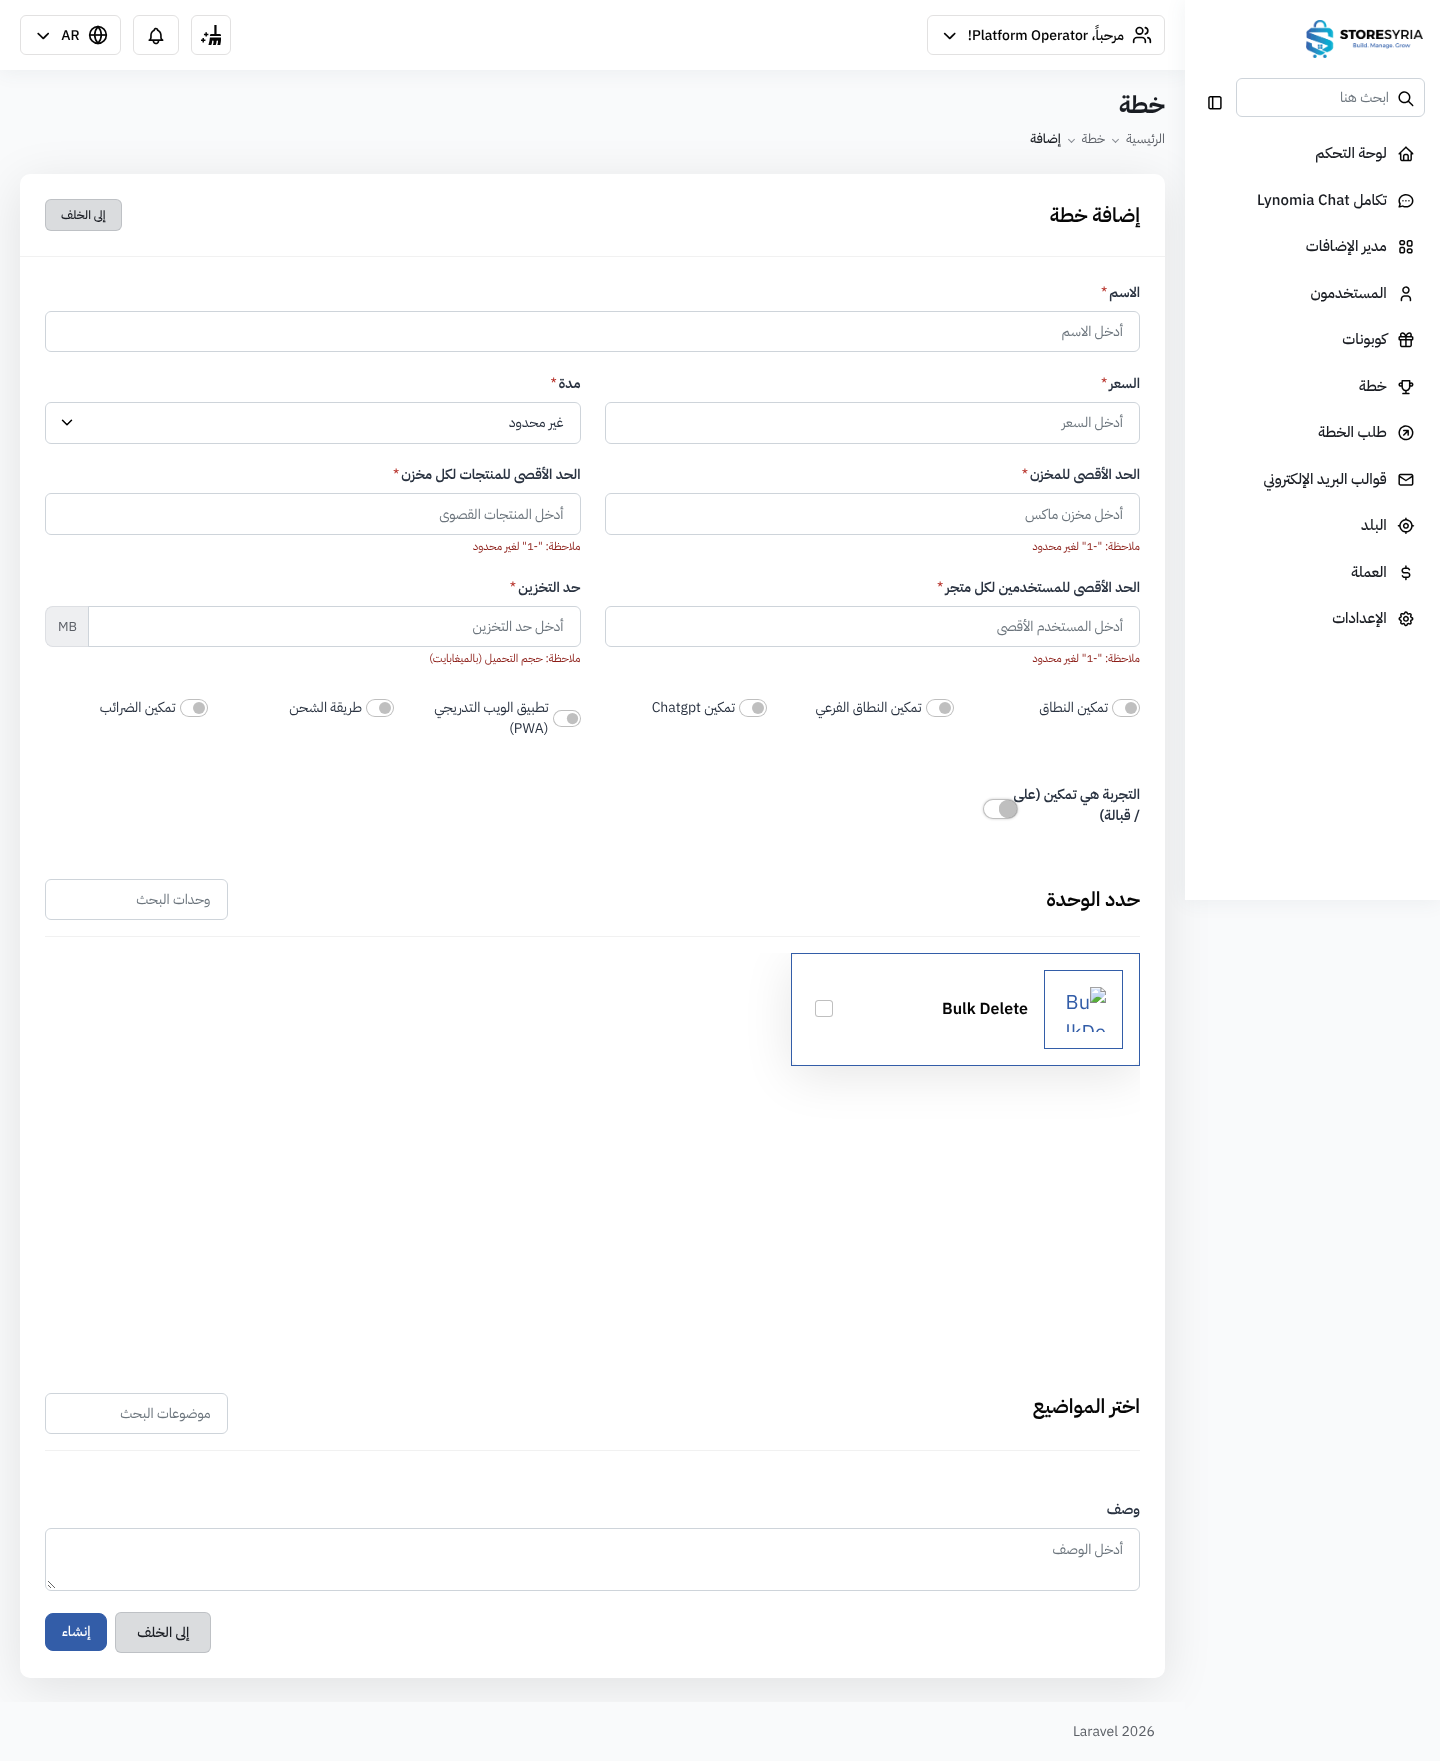 STORESYRIA
Build. Manage. Grow
مرحباً، Platform Operator!
AR
ابحث هنا
لوحة التحكم
تكامل Lynomia Chat
مدير الإضافات
المستخدمون
كوبونات
خطة
طلب الخطة
قوالب البريد الإلكتروني
البلد
العملة
الإعدادات
خطة
الرئيسية خطة إضافة
إضافة خطة
إلى الخلف
الاسم*
أدخل الاسم
السعر*
مدة*
أدخل السعر
غير محدود
الحد الأقصى للمخزن*
الحد الأقصى للمنتجات لكل مخزن*
أدخل مخزن ماكس
أدخل المنتجات القصوى
ملاحظة: "-1" لغير محدود
ملاحظة: "-1" لغير محدود
الحد الأقصى للمستخدمين لكل متجر*
حد التخزين*
أدخل المستخدم الأقصى
أدخل حد التخزين
MB
ملاحظة: "-1" لغير محدود
ملاحظة: حجم التحميل (بالميغابايت)
تمكين النطاق
تمكين النطاق الفرعي
تمكين Chatgpt
تطبيق الويب التدريجي
(PWA)
طريقة الشحن
تمكين الضرائب
التجربة هي تمكين (على
/ قبالة)
حدد الوحدة
وحدات البحث
Bu
lkDe
Bulk Delete
اختر المواضيع
موضوعات البحث
وصف
أدخل الوصف
إلى الخلف
إنشاء
Laravel 2026